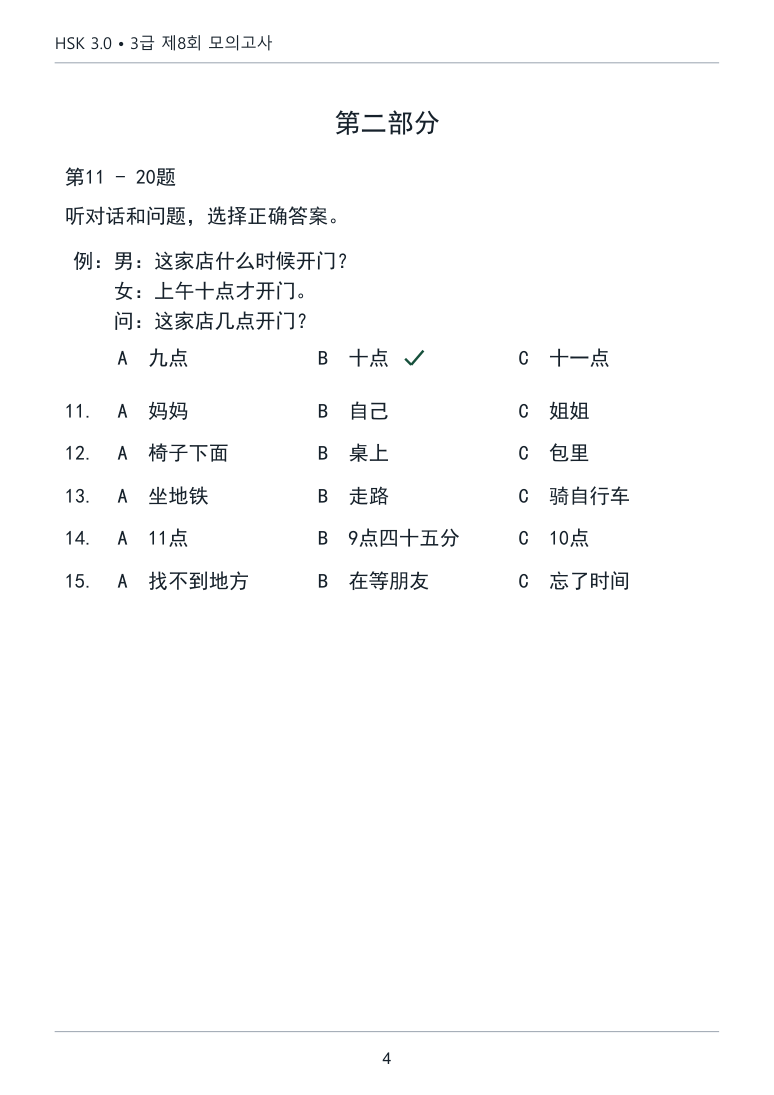 HSK 3.0 • 3급 제8회 모의고사
第二部分
第11 - 20题
听对话和问题，选择正确答案。
例：男：这家店什么时候开门？
女：上午十点才开门。
问：这家店几点开门？
A 九点 B 十点 ✓ C 十一点
11. A 妈妈 B 自己 C 姐姐
12. A 椅子下面 B 桌上 C 包里
13. A 坐地铁 B 走路 C 骑自行车
14. A 11点 B 9点四十五分 C 10点
15. A 找不到地方 B 在等朋友 C 忘了时间
4